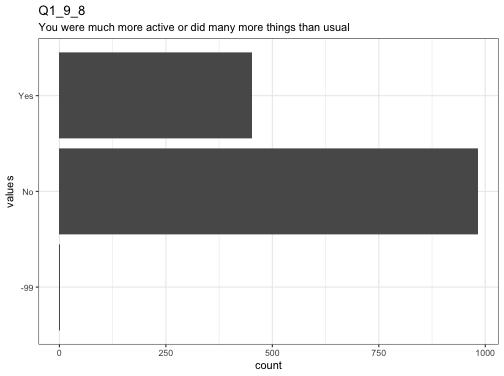 Q1_9_8
You were much more active or did many more things than usual
Yes
No
-99
values
0
250
500
750
1000
count